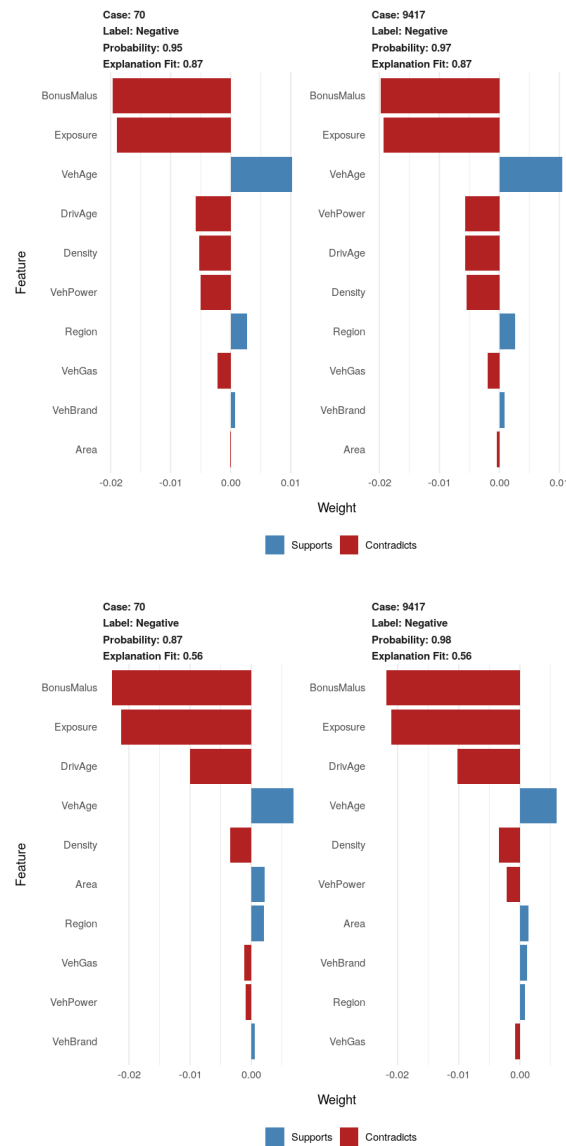 Case: 70
Label: Negative
Probability: 0.95
Explanation Fit: 0.87
Case: 9417
Label: Negative
Probability: 0.97
Explanation Fit: 0.87
Feature
BonusMalus
Exposure
VehAge
DrivAge
Density
VehPower
Region
VehGas
VehBrand
Area
-0.02 -0.01 0.00 0.01
BonusMalus
Exposure
VehAge
VehPower
DrivAge
Density
Region
VehGas
VehBrand
Area
-0.02 -0.01 0.00 0.01
Weight
Supports Contradicts
Case: 70
Label: Negative
Probability: 0.87
Explanation Fit: 0.56
Case: 9417
Label: Negative
Probability: 0.98
Explanation Fit: 0.56
Feature
BonusMalus
Exposure
DrivAge
VehAge
Density
Area
Region
VehGas
VehPower
VehBrand
-0.02 -0.01 0.00
BonusMalus
Exposure
DrivAge
VehAge
Density
VehPower
Area
VehBrand
Region
VehGas
-0.02 -0.01 0.00
Weight
Supports Contradicts